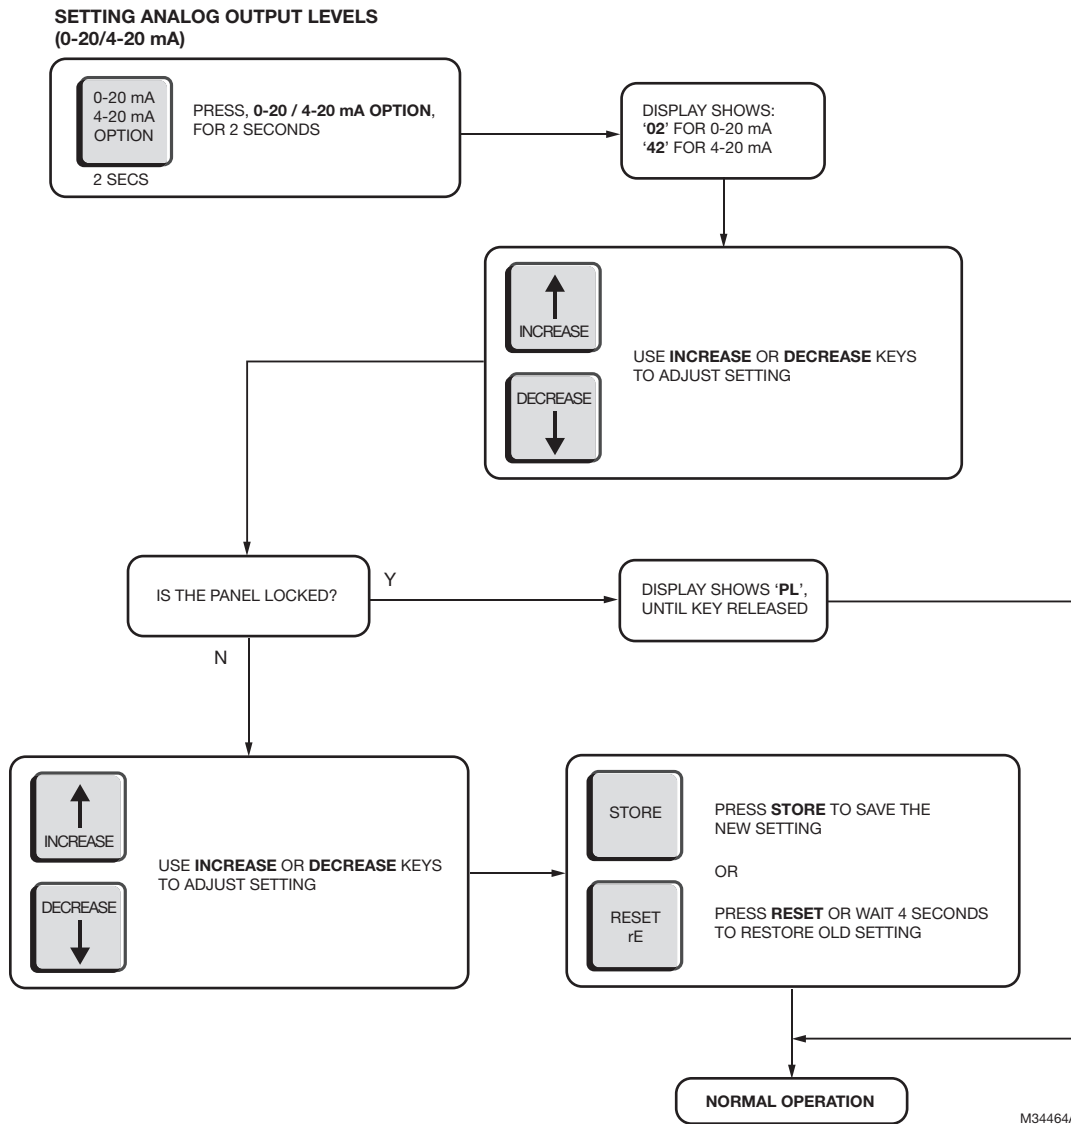 SETTING ANALOG OUTPUT LEVELS
(0-20/4-20 mA)
0-20 mA
4-20 mA
OPTION
2 SECS
PRESS, 0-20 / 4-20 mA OPTION,
FOR 2 SECONDS
DISPLAY SHOWS:
‘02’ FOR 0-20 mA
‘42’ FOR 4-20 mA
INCREASE
DECREASE
USE INCREASE OR DECREASE KEYS
TO ADJUST SETTING
IS THE PANEL LOCKED?
Y
DISPLAY SHOWS ‘PL’,
UNTIL KEY RELEASED
N
INCREASE
DECREASE
USE INCREASE OR DECREASE KEYS
TO ADJUST SETTING
STORE
PRESS STORE TO SAVE THE
NEW SETTING
OR
RESET
rE
PRESS RESET OR WAIT 4 SECONDS
TO RESTORE OLD SETTING
NORMAL OPERATION
M34464A